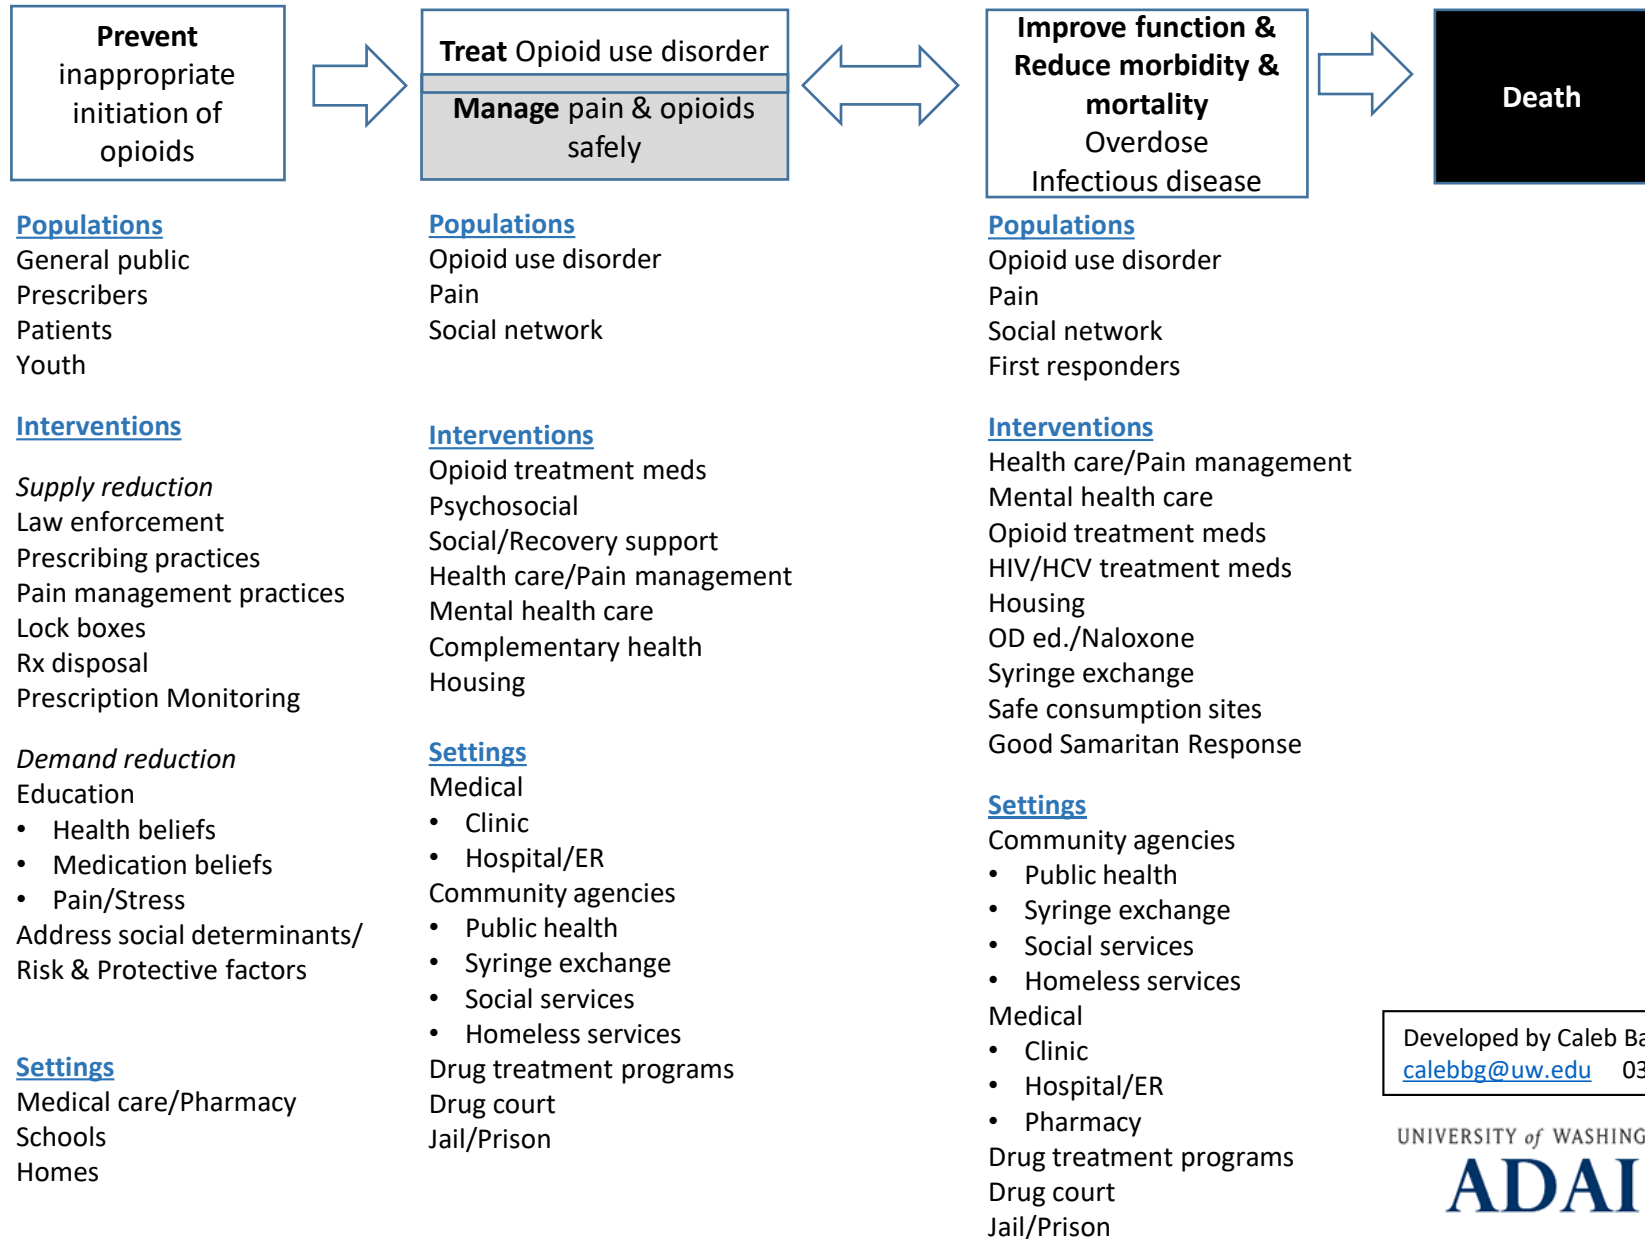 Prevent
inappropriate
initiation of
opioids
Treat Opioid use disorder
Manage pain & opioids
safely
Improve function &
Reduce morbidity &
mortality
Overdose
Infectious disease
Death
Populations
General public
Prescribers
Patients
Youth
Interventions
Supply reduction
Law enforcement
Prescribing practices
Pain management practices
Lock boxes
Rx disposal
Prescription Monitoring
Demand reduction
Education
• Health beliefs
• Medication beliefs
• Pain/Stress
Address social determinants/
Risk & Protective factors
Settings
Medical care/Pharmacy
Schools
Homes
Populations
Opioid use disorder
Pain
Social network
Interventions
Opioid treatment meds
Psychosocial
Social/Recovery support
Health care/Pain management
Mental health care
Complementary health
Housing
Settings
Medical
• Clinic
• Hospital/ER
Community agencies
• Public health
• Syringe exchange
• Social services
• Homeless services
Drug treatment programs
Drug court
Jail/Prison
Populations
Opioid use disorder
Pain
Social network
First responders
Interventions
Health care/Pain management
Mental health care
Opioid treatment meds
HIV/HCV treatment meds
Housing
OD ed./Naloxone
Syringe exchange
Safe consumption sites
Good Samaritan Response
Settings
Community agencies
• Public health
• Syringe exchange
• Social services
• Homeless services
Medical
• Clinic
• Hospital/ER
• Pharmacy
Drug treatment programs
Drug court
Jail/Prison
Developed by Caleb Ba
calebbg@uw.edu 03
UNIVERSITY of WASHING
ADAI